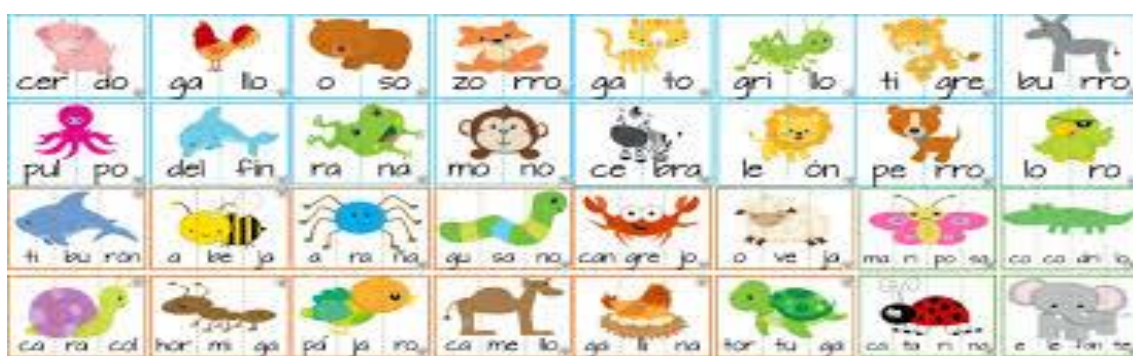 cer do ga llo o so zo rro ga to gri llo ti gre bu rro
pul po del fín ra na mo no ce bra le ón pe rro lo ro
ti bu rón a be ja a ra ña gu sa no can gre jo o ve ja ma ri po sa co co dri lo
ca ra col hor mi ga pá ja ro ca me llo ga lli na tor tu ga ca ta ri na e le fan te